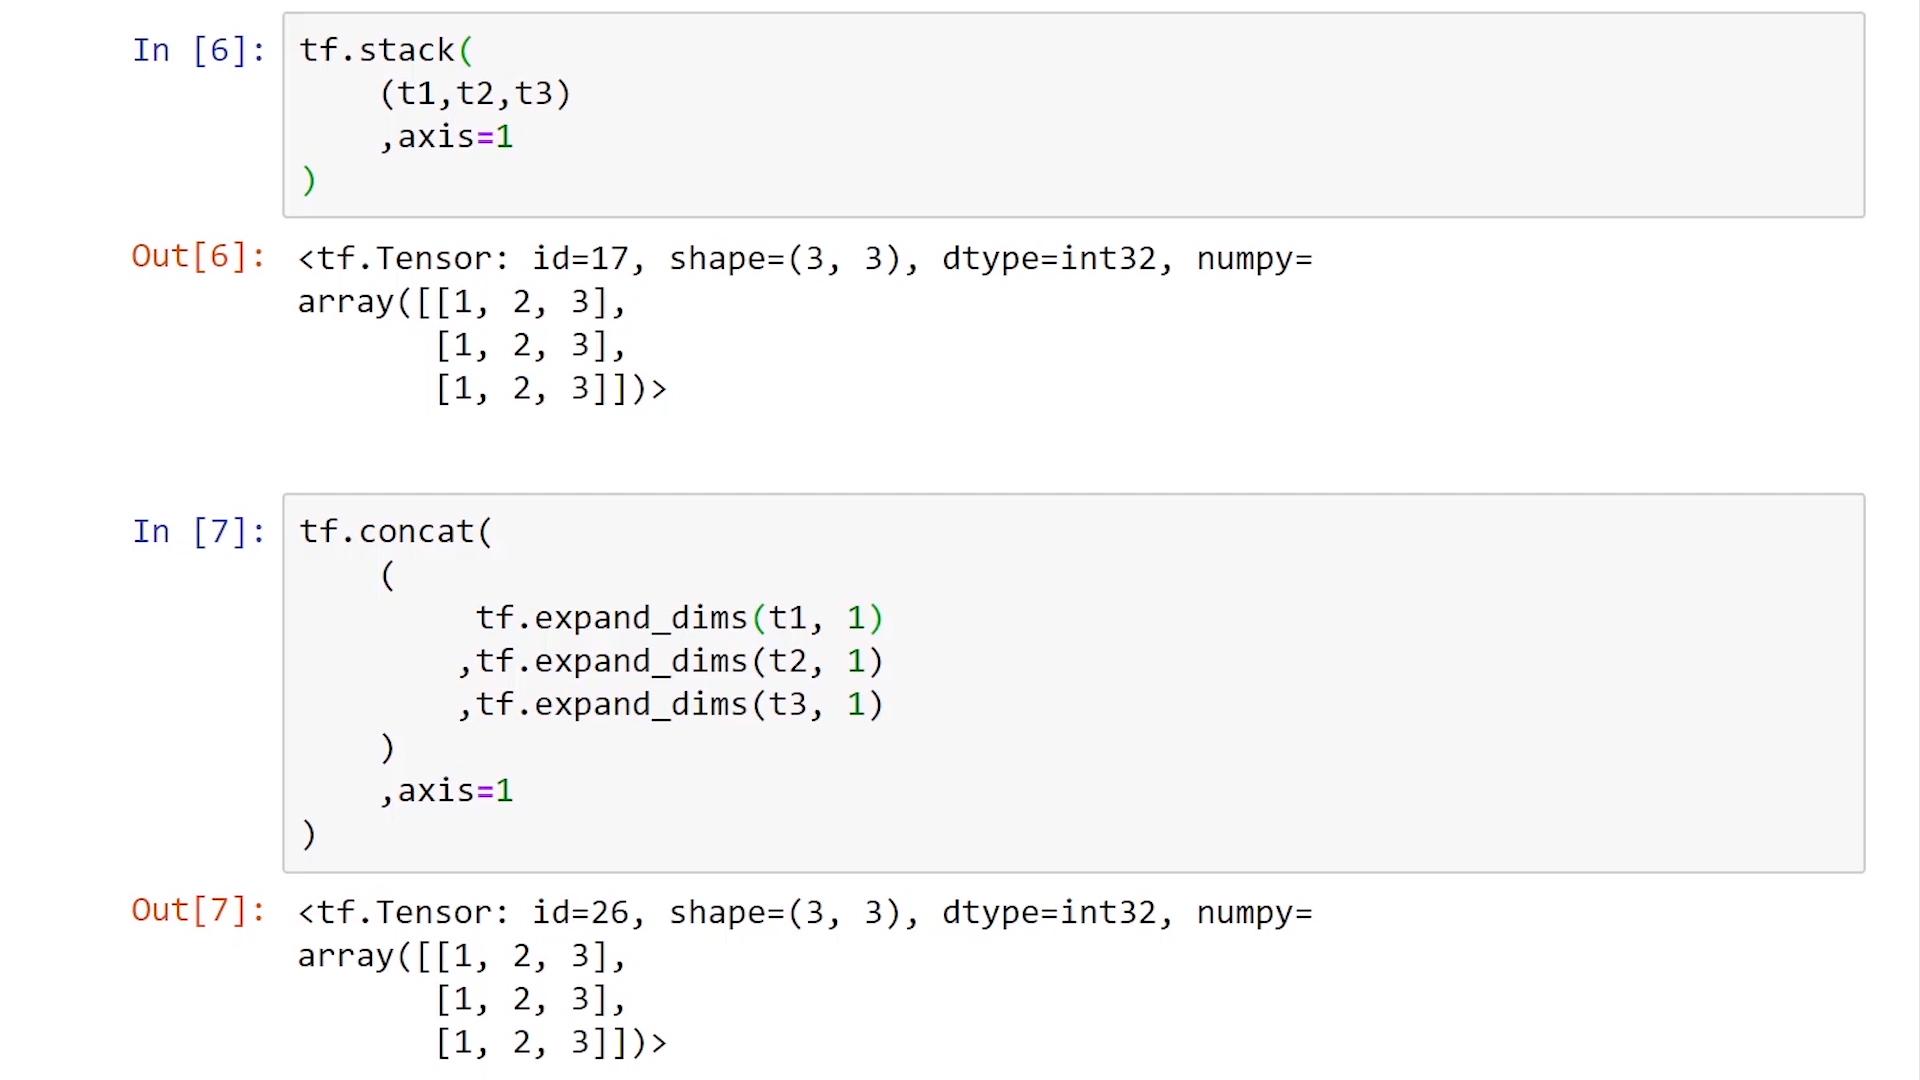 In [6]: tf.stack(
(t1,t2,t3)
,axis=1
)
Out[6]: <tf.Tensor: id=17, shape=(3, 3), dtype=int32, numpy=
array([[1, 2, 3],
[1, 2, 3],
[1, 2, 3]])>
In [7]: tf.concat(
(
tf.expand_dims(t1, 1)
,tf.expand_dims(t2, 1)
,tf.expand_dims(t3, 1)
)
,axis=1
)
Out[7]: <tf.Tensor: id=26, shape=(3, 3), dtype=int32, numpy=
array([[1, 2, 3],
[1, 2, 3],
[1, 2, 3]])>